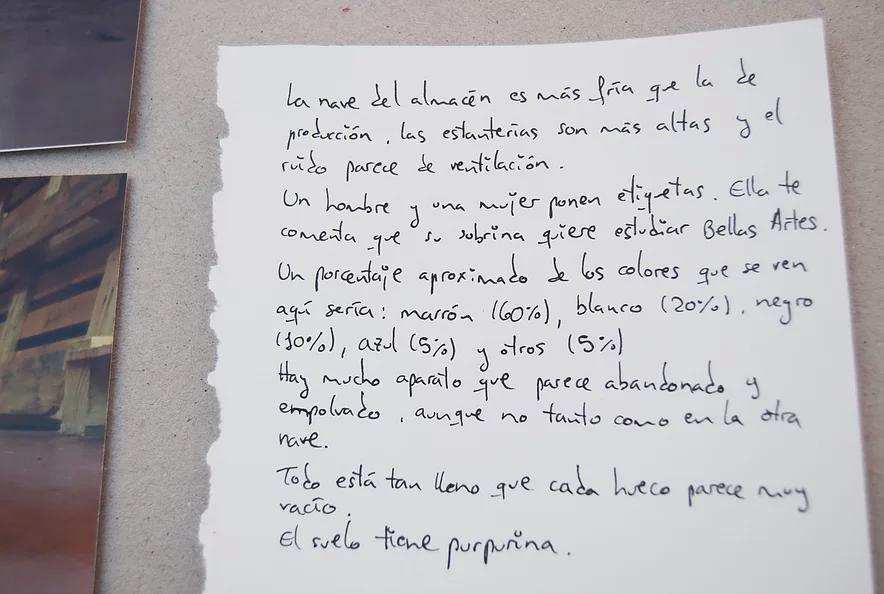 La nave del almacén es más fría que la de
producción, las estanterías son más altas y el
ruido parece de ventilación.
Un hombre y una mujer ponen etiquetas. Ella te
comenta que su sobrina quiere estudiar Bellas Artes.
Un porcentaje aproximado de los colores que se ven
aquí sería: marrón (60%), blanco (20%), negro
(10%), azul (5%) y otros (5%)
Hay mucho aparato que parece abandonado y
empolvado, aunque no tanto como en la otra
nave.
Todo está tan lleno que cada hueco parece muy
vacío.
El suelo tiene purpurina.